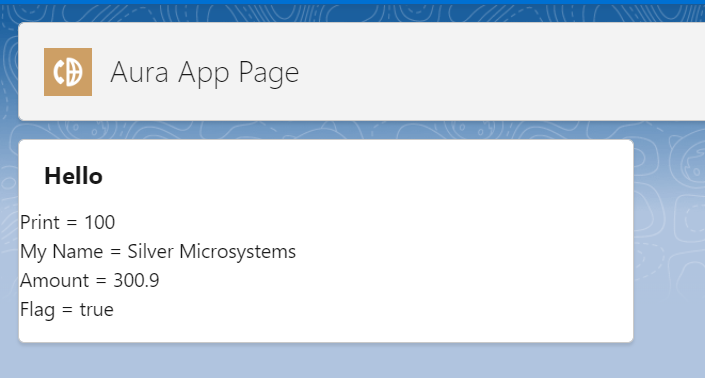 Aura App Page
Hello
Print = 100
My Name = Silver Microsystems
Amount = 300.9
Flag = true